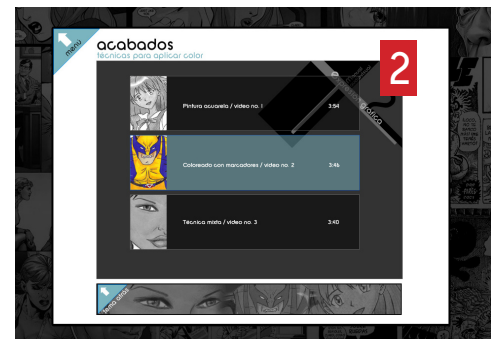 menú
acabados
técnicas para aplicar color
2
Gráfica
Pintura acuarela / video no. 1 3:54
Coloreado con marcadores / video no. 2 3:46
Técnica mixta / video no. 3 3:40